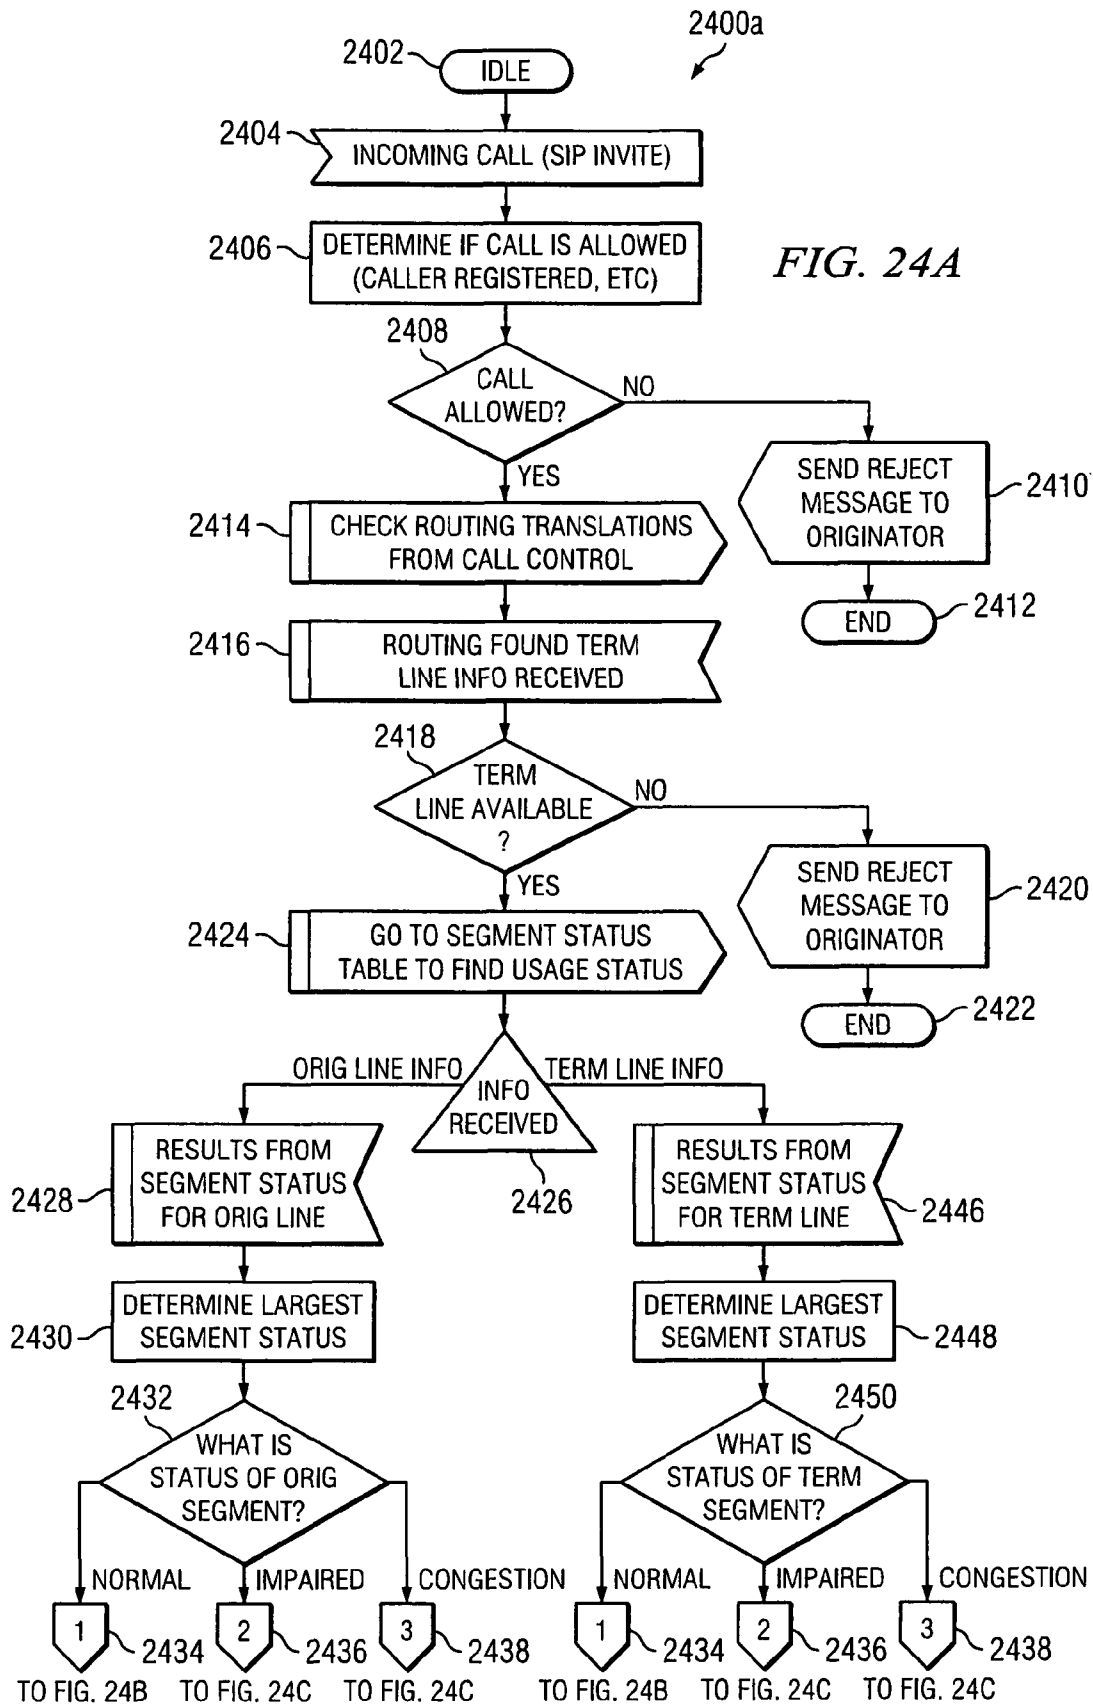 2400a
2402
IDLE
2404
INCOMING CALL (SIP INVITE)
2406
DETERMINE IF CALL IS ALLOWED
(CALLER REGISTERED, ETC)
FIG. 24A
2408
CALL
ALLOWED?
NO
YES
SEND REJECT
MESSAGE TO
ORIGINATOR
2410
END
2412
2414
CHECK ROUTING TRANSLATIONS
FROM CALL CONTROL
2416
ROUTING FOUND TERM
LINE INFO RECEIVED
2418
TERM
LINE AVAILABLE
?
NO
YES
SEND REJECT
MESSAGE TO
ORIGINATOR
2420
END
2422
2424
GO TO SEGMENT STATUS
TABLE TO FIND USAGE STATUS
ORIG LINE INFO
INFO
RECEIVED
TERM LINE INFO
2426
2428
RESULTS FROM
SEGMENT STATUS
FOR ORIG LINE
RESULTS FROM
SEGMENT STATUS
FOR TERM LINE
2446
2430
DETERMINE LARGEST
SEGMENT STATUS
DETERMINE LARGEST
SEGMENT STATUS
2448
2432
WHAT IS
STATUS OF ORIG
SEGMENT?
2450
WHAT IS
STATUS OF TERM
SEGMENT?
NORMAL
IMPAIRED
CONGESTION
NORMAL
IMPAIRED
CONGESTION
1
2434
2
2436
3
2438
1
2434
2
2436
3
2438
TO FIG. 24B
TO FIG. 24C
TO FIG. 24C
TO FIG. 24B
TO FIG. 24C
TO FIG. 24C